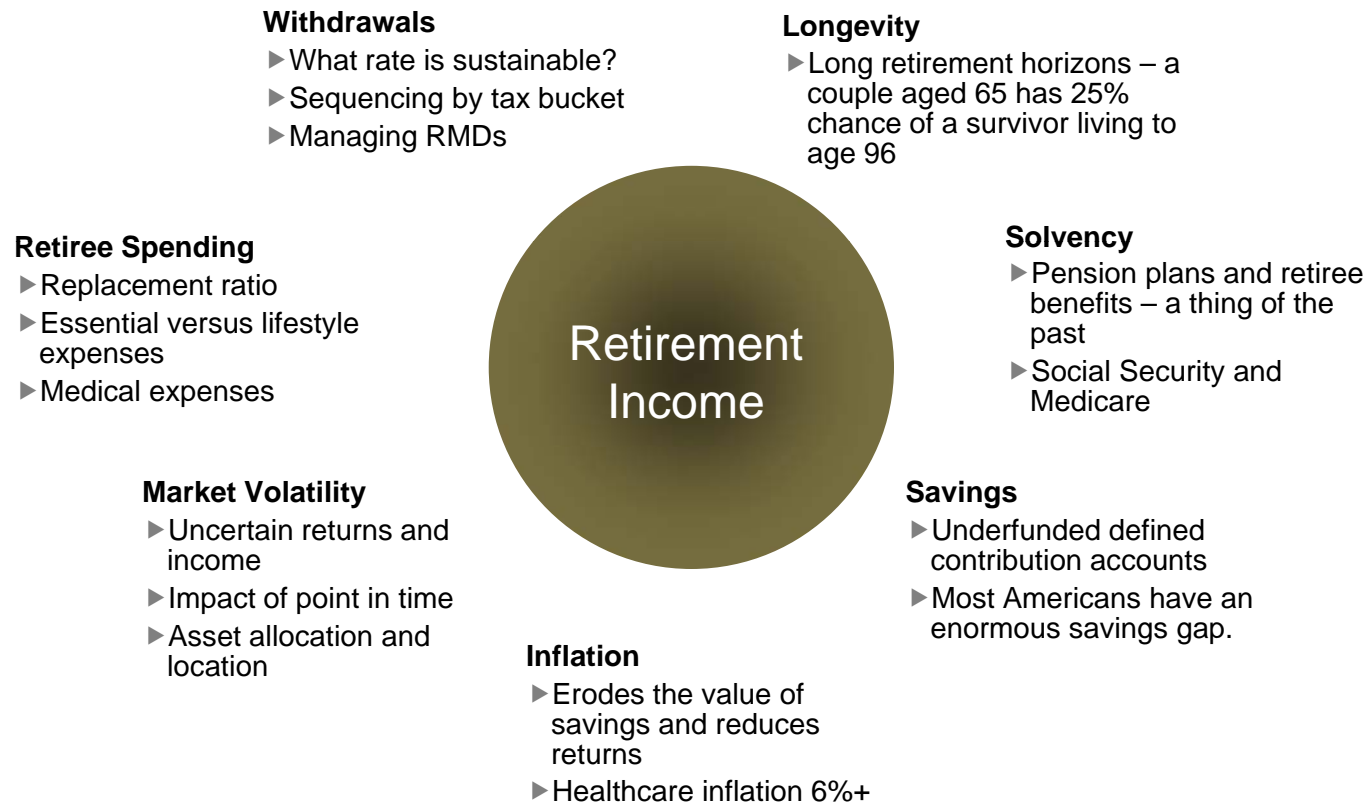 Withdrawals
▶What rate is sustainable?
▶Sequencing by tax bucket
▶Managing RMDs
Longevity
▶Long retirement horizons – a
couple aged 65 has 25%
chance of a survivor living to
age 96
Retiree Spending
▶Replacement ratio
▶Essential versus lifestyle
expenses
▶Medical expenses
Retirement
Income
Solvency
▶Pension plans and retiree
benefits – a thing of the
past
▶Social Security and
Medicare
Market Volatility
▶Uncertain returns and
income
▶Impact of point in time
▶Asset allocation and
location
Savings
▶Underfunded defined
contribution accounts
▶Most Americans have an
enormous savings gap.
Inflation
▶Erodes the value of
savings and reduces
returns
▶Healthcare inflation 6%+